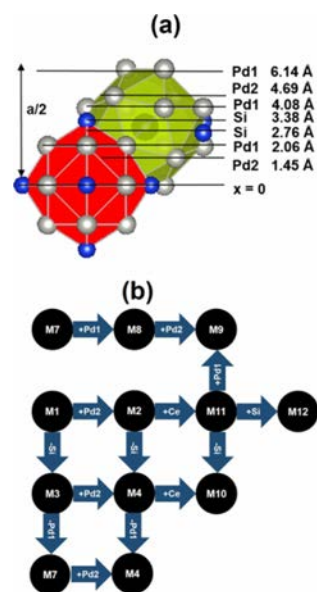 (a)
Pd1 6.14 Å
Pd2 4.69 Å
Pd1 4.08 Å
Si 3.38 Å
Si 2.76 Å
Pd1 2.06 Å
Pd2 1.45 Å
x = 0
a/2
(b)
M7 +Pd1 M8 +Pd2 M9
+Pd1
M1 +Pd2 M2 +Ce M11 +Si M12
-Si -Si -Si
M3 +Pd2 M4 +Ce M10
-Pd1 -Pd1
M7 +Pd2 M4